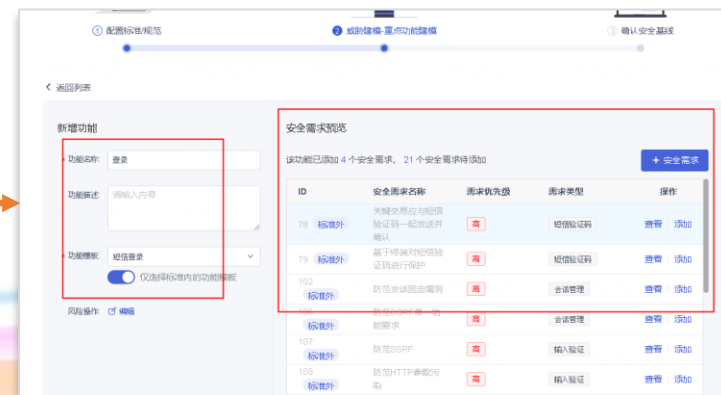 ① 配置标准/规范
② 威胁建模-重点功能建模
③ 确认安全基线
返回列表
新增功能
* 功能名称: 登录
功能描述: 请输入内容
* 功能模板: 短信登录
仅选择标准内的功能模板
风险操作: 编辑
安全需求预览
该功能已添加 4 个安全需求, 21 个安全需求待添加
+ 安全需求
ID 安全需求名称 需求优先级 需求类型 操作
78 标准外 关键交易应与短信验证码一起发送并确认 高 短信验证码 查看 添加
79 标准外 基于终端对短信验证码进行保护 高 短信验证码 查看 添加
102 标准外 防范会话固定漏洞 高 会话管理 查看 添加
106 标准外 防范SSRF 能要求 高 会话管理 查看 添加
107 标准外 防范SSRF 高 输入验证 查看 添加
108 标准外 防范HTTP参数污染 高 输入验证 查看 添加